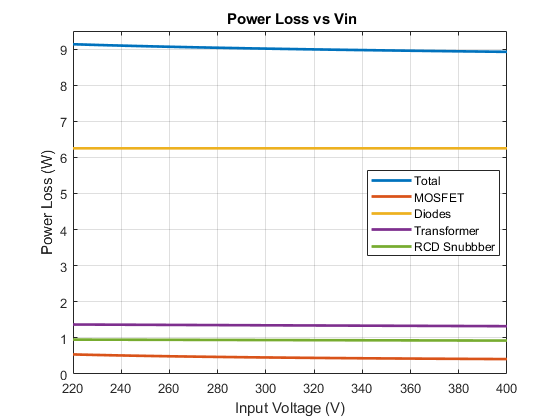 Power Loss vs Vin
9
8
7
6
5
4
3
2
1
0
Power Loss (W)
Total
MOSFET
Diodes
Transformer
RCD Snubbber
220 240 260 280 300 320 340 360 380 400
Input Voltage (V)